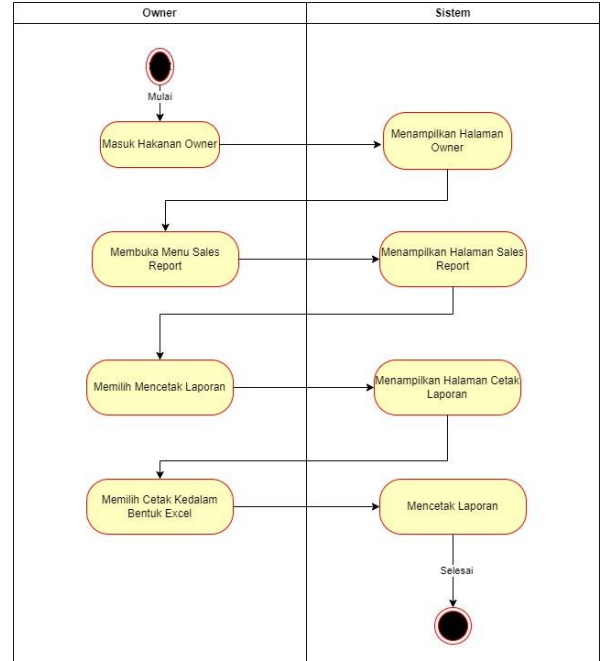 Owner
Sistem
Mulai
Masuk Hakanan Owner
Menampilkan Halaman
Owner
Membuka Menu Sales
Report
Menampilkan Halaman Sales
Report
Memilih Mencetak Laporan
Menampilkan Halaman Cetak
Laporan
Memilih Cetak Kedalam
Bentuk Excel
Mencetak Laporan
Selesai